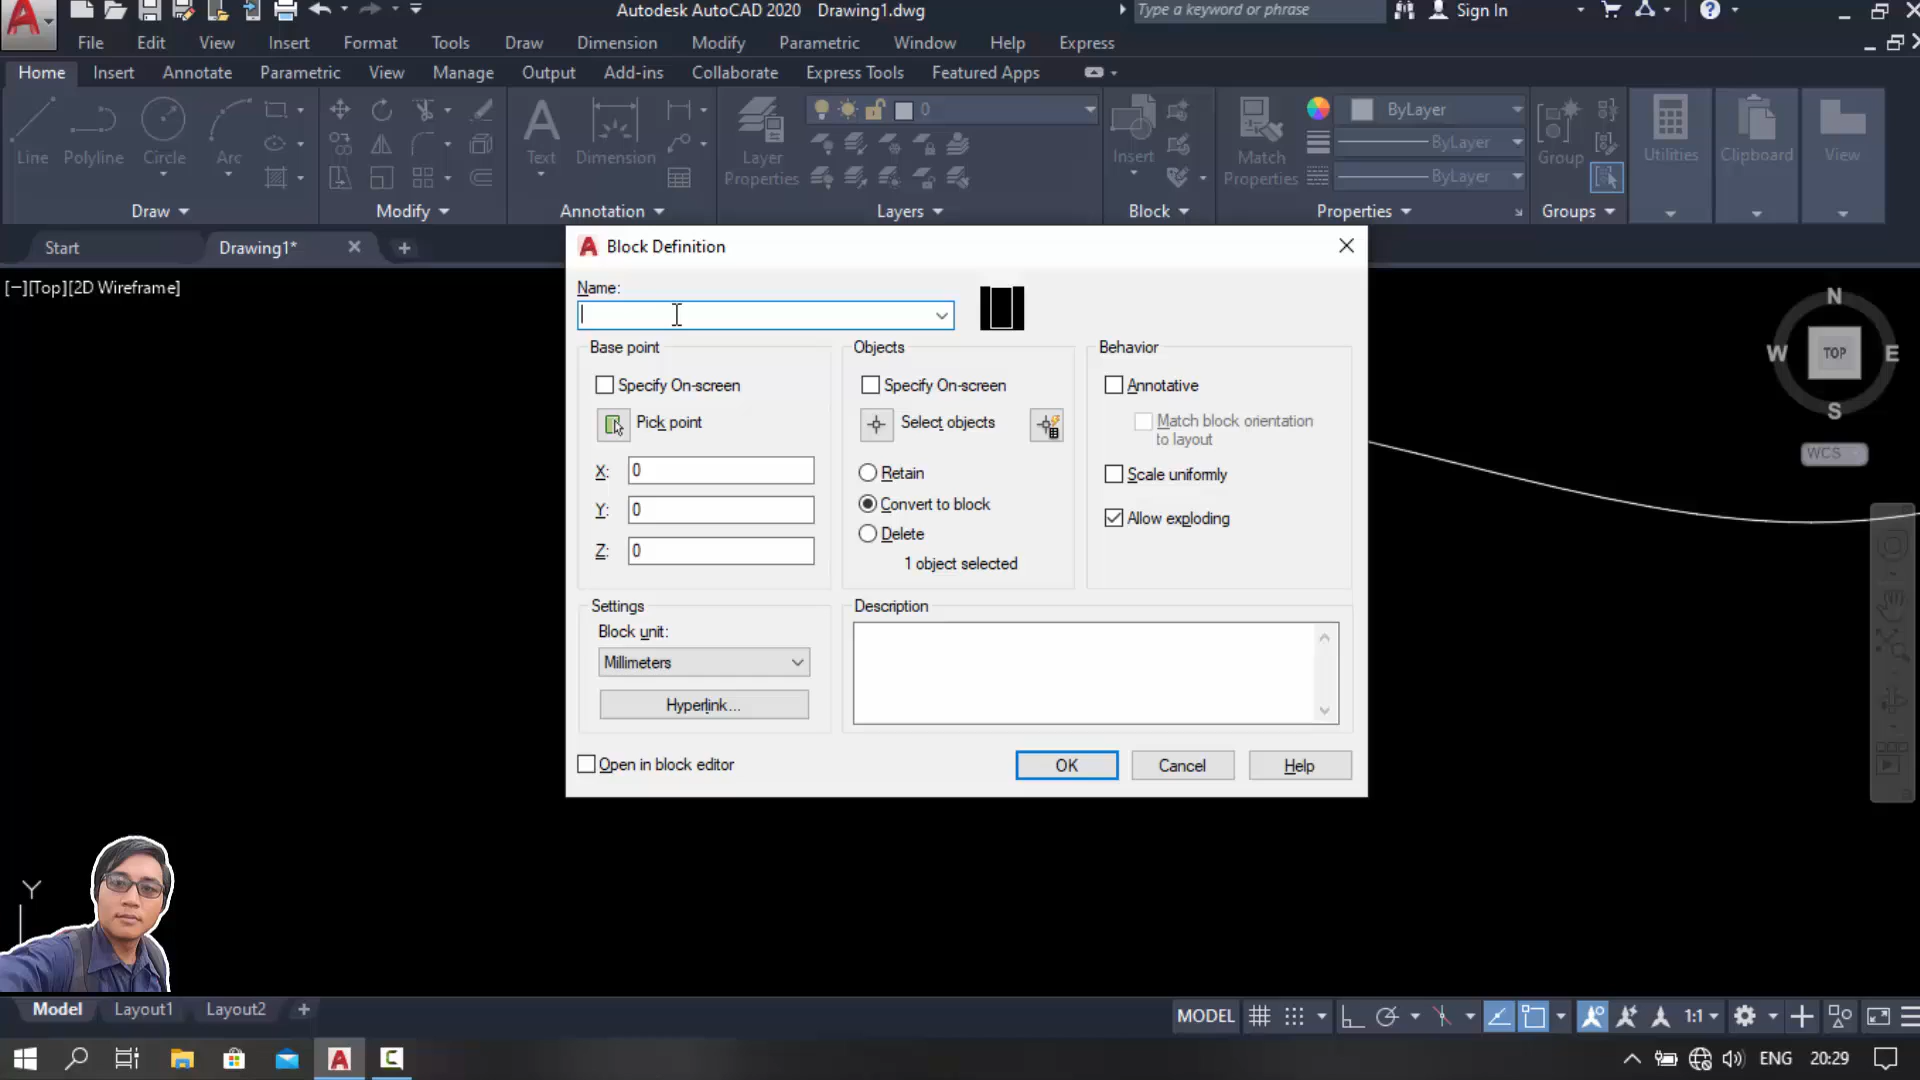 Autodesk AutoCAD 2020 Drawing1.dwg
Type a keyword or phrase
Sign In
File Edit View Insert Format Tools Draw Dimension Modify Parametric Window Help Express
Home Insert Annotate Parametric View Manage Output Add-ins Collaborate Express Tools Featured Apps
0
ByLayer
ByLayer
ByLayer
Line Polyline Circle Arc
Text Dimension
Layer
Properties
Insert
Match
Properties
Group
Utilities
Clipboard
View
Draw Modify Annotation Layers Block Properties Groups
Start Drawing1*
[−][Top][2D Wireframe]
Block Definition
Name:
Base point
Specify On-screen
Pick point
X: 0
Y: 0
Z: 0
Objects
Specify On-screen
Select objects
Retain
Convert to block
Delete
1 object selected
Behavior
Annotative
Match block orientation
to layout
Scale uniformly
Allow exploding
Settings
Block unit:
Millimeters
Hyperlink...
Description
Open in block editor
OK Cancel Help
N
W TOP E
S
WCS
Y
Model Layout1 Layout2
MODEL
1:1
ENG 20:29